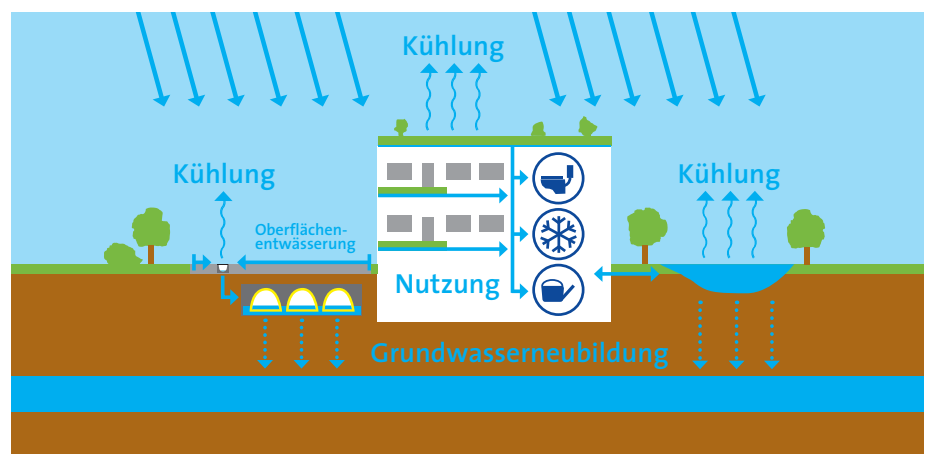 Kühlung
Kühlung
Kühlung
Oberflächen-
entwässerung
Nutzung
Grundwasserneubildung